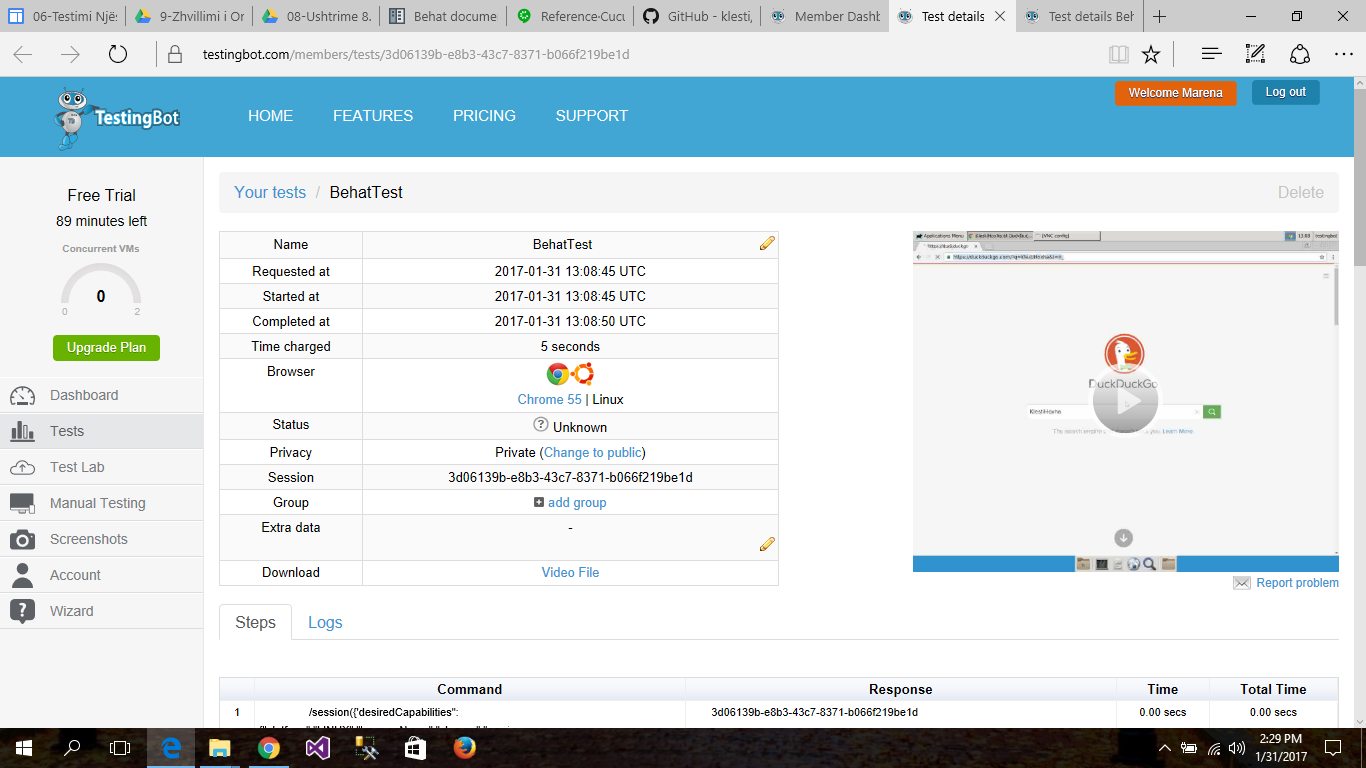 06-Testimi Njës
9-Zhvillimi i Or
08-Ushtrime 8.
Behat docume
Reference·Cucu
GitHub - klesti,
Member Dashb
Test details
Test details Beh
testingbot.com/members/tests/3d06139b-e8b3-43c7-8371-b066f219be1d
TestingBot
HOME
FEATURES
PRICING
SUPPORT
Welcome Marena
Log out
Free Trial
89 minutes left
Concurrent VMs
0
0
2
Upgrade Plan
Dashboard
Tests
Test Lab
Manual Testing
Screenshots
Account
Wizard
Your tests / BehatTest
Delete
Name BehatTest
Requested at 2017-01-31 13:08:45 UTC
Started at 2017-01-31 13:08:45 UTC
Completed at 2017-01-31 13:08:50 UTC
Time charged 5 seconds
Browser
Chrome 55 | Linux
Status ? Unknown
Privacy Private (Change to public)
Session 3d06139b-e8b3-43c7-8371-b066f219be1d
Group add group
Extra data -
Download Video File
Applications Menu
DuckDuckGo
Learn More
Report problem
Steps
Logs
Command Response Time Total Time
1 /session({"desiredCapabilities": 3d06139b-e8b3-43c7-8371-b066f219be1d 0.00 secs 0.00 secs
2:29 PM
1/31/2017